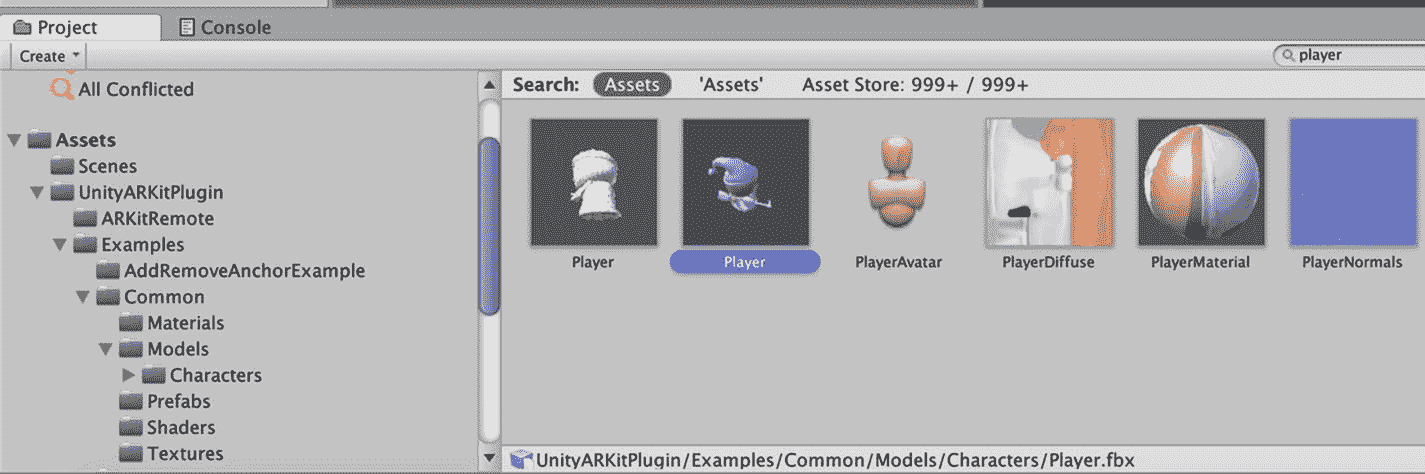 Project Console
Create player
All Conflicted
Search: Assets 'Assets' Asset Store: 999+ / 999+
Assets
Scenes
UnityARKitPlugin
ARKitRemote
Examples
AddRemoveAnchorExample
Common
Materials
Models
Characters
Prefabs
Shaders
Textures
Player Player PlayerAvatar PlayerDiffuse PlayerMaterial PlayerNormals
UnityARKitPlugin/Examples/Common/Models/Characters/Player.fbx